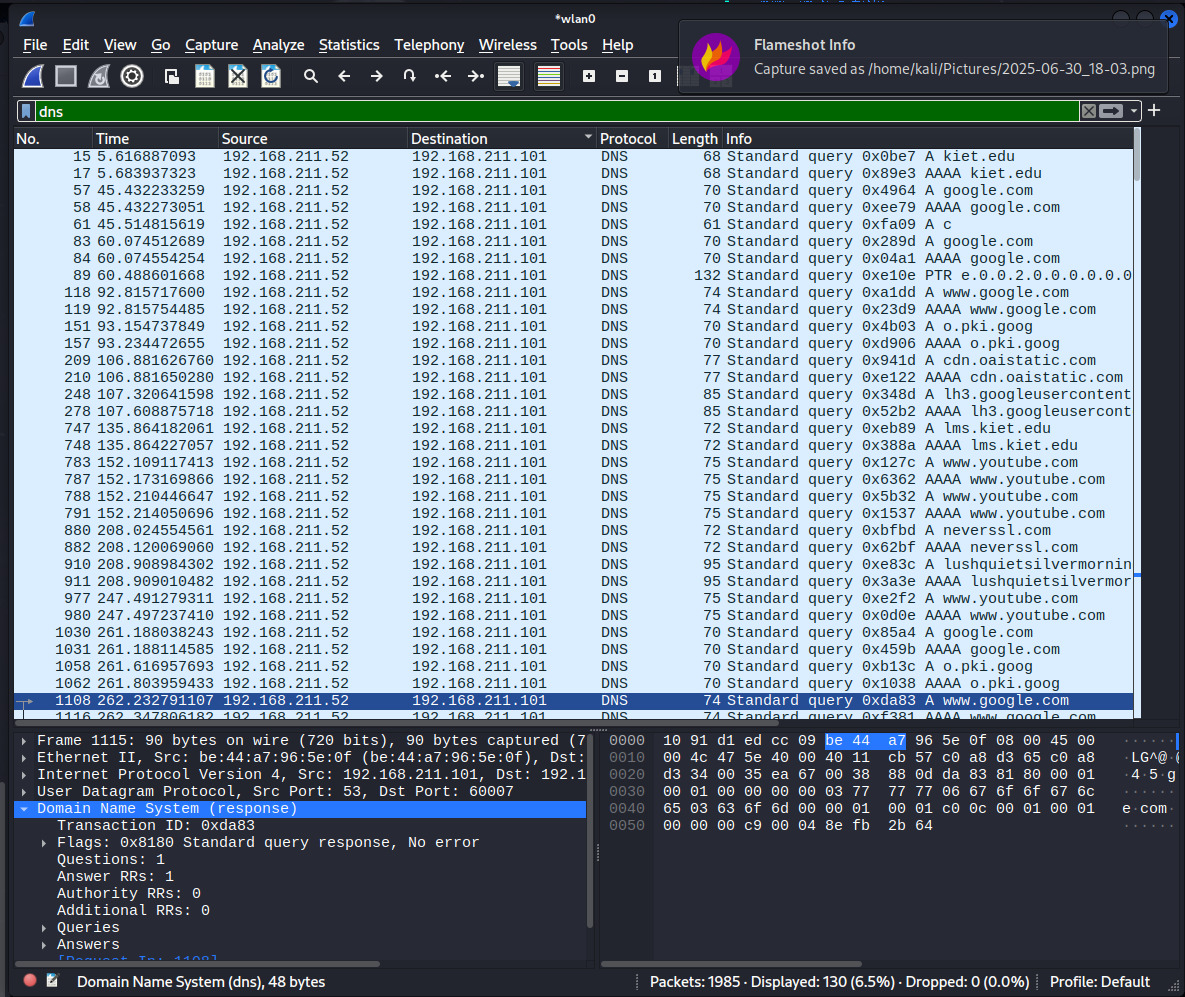 *wlan0
File Edit View Go Capture Analyze Statistics Telephony Wireless Tools Help
Flameshot Info
Capture saved as /home/kali/Pictures/2025-06-30_18-03.png
dns
No. Time Source Destination Protocol Length Info
15 5.616887093 192.168.211.52 192.168.211.101 DNS 68 Standard query 0x0be7 A kiet.edu
17 5.683937323 192.168.211.52 192.168.211.101 DNS 68 Standard query 0x89e3 AAAA kiet.edu
57 45.432233259 192.168.211.52 192.168.211.101 DNS 70 Standard query 0x4964 A google.com
58 45.432273051 192.168.211.52 192.168.211.101 DNS 70 Standard query 0xee79 AAAA google.com
61 45.514815619 192.168.211.52 192.168.211.101 DNS 61 Standard query 0xfa09 A c
83 60.074512689 192.168.211.52 192.168.211.101 DNS 70 Standard query 0x289d A google.com
84 60.074554254 192.168.211.52 192.168.211.101 DNS 70 Standard query 0x04a1 AAAA google.com
89 60.488601668 192.168.211.52 192.168.211.101 DNS 132 Standard query 0xe10e PTR e.0.0.2.0.0.0.0.0.0
118 92.815717600 192.168.211.52 192.168.211.101 DNS 74 Standard query 0xa1dd A www.google.com
119 92.815754485 192.168.211.52 192.168.211.101 DNS 74 Standard query 0x23d9 AAAA www.google.com
151 93.154737849 192.168.211.52 192.168.211.101 DNS 70 Standard query 0x4b03 A o.pki.goog
157 93.234472655 192.168.211.52 192.168.211.101 DNS 70 Standard query 0xd906 AAAA o.pki.goog
209 106.881626760 192.168.211.52 192.168.211.101 DNS 77 Standard query 0x941d A cdn.oaistatic.com
210 106.881650280 192.168.211.52 192.168.211.101 DNS 77 Standard query 0xe122 AAAA cdn.oaistatic.com
248 107.320641598 192.168.211.52 192.168.211.101 DNS 85 Standard query 0x348d A lh3.googleusercontent
278 107.608875718 192.168.211.52 192.168.211.101 DNS 85 Standard query 0x52b2 AAAA lh3.googleusercont
747 135.864182061 192.168.211.52 192.168.211.101 DNS 72 Standard query 0xeb89 A lms.kiet.edu
748 135.864227057 192.168.211.52 192.168.211.101 DNS 72 Standard query 0x388a AAAA lms.kiet.edu
783 152.109117413 192.168.211.52 192.168.211.101 DNS 75 Standard query 0x127c A www.youtube.com
787 152.173169866 192.168.211.52 192.168.211.101 DNS 75 Standard query 0x6362 AAAA www.youtube.com
788 152.210446647 192.168.211.52 192.168.211.101 DNS 75 Standard query 0x5b32 A www.youtube.com
791 152.214050696 192.168.211.52 192.168.211.101 DNS 75 Standard query 0x1537 AAAA www.youtube.com
880 208.024554561 192.168.211.52 192.168.211.101 DNS 72 Standard query 0xbfbd A neverssl.com
882 208.120069060 192.168.211.52 192.168.211.101 DNS 72 Standard query 0x62bf AAAA neverssl.com
910 208.908984302 192.168.211.52 192.168.211.101 DNS 95 Standard query 0xe83c A lushquietsilvermornin
911 208.909010482 192.168.211.52 192.168.211.101 DNS 95 Standard query 0x3a3e AAAA lushquietsilvermor
977 247.491279311 192.168.211.52 192.168.211.101 DNS 75 Standard query 0xe2f2 A www.youtube.com
980 247.497237410 192.168.211.52 192.168.211.101 DNS 75 Standard query 0x0d0e AAAA www.youtube.com
1030 261.188038243 192.168.211.52 192.168.211.101 DNS 70 Standard query 0x85a4 A google.com
1031 261.188114585 192.168.211.52 192.168.211.101 DNS 70 Standard query 0x459b AAAA google.com
1058 261.616957693 192.168.211.52 192.168.211.101 DNS 70 Standard query 0xb13c A o.pki.goog
1062 261.803959433 192.168.211.52 192.168.211.101 DNS 70 Standard query 0x1038 AAAA o.pki.goog
1108 262.232791107 192.168.211.52 192.168.211.101 DNS 74 Standard query 0xda83 A www.google.com
1116 262.347806182 192.168.211.52 192.168.211.101 DNS 74 Standard query 0xf381 AAAA www.google.com
Frame 1115: 90 bytes on wire (720 bits), 90 bytes captured (7
Ethernet II, Src: be:44:a7:96:5e:0f (be:44:a7:96:5e:0f), Dst:
Internet Protocol Version 4, Src: 192.168.211.101, Dst: 192.1
User Datagram Protocol, Src Port: 53, Dst Port: 60007
Domain Name System (response)
Transaction ID: 0xda83
Flags: 0x8180 Standard query response, No error
Questions: 1
Answer RRs: 1
Authority RRs: 0
Additional RRs: 0
Queries
Answers
[Request In: 1108]
0000 10 91 d1 ed cc 09 be 44 a7 96 5e 0f 08 00 45 00 ······
0010 00 4c 47 5e 40 00 40 11 cb 57 c0 a8 d3 65 c0 a8 ·LG^@·@
0020 d3 34 00 35 ea 67 00 38 88 0d da 83 81 80 00 01 ·4·5·g
0030 00 01 00 00 00 00 03 77 77 77 06 67 6f 6f 67 6c ······
0040 65 03 63 6f 6d 00 00 01 00 01 c0 0c 00 01 00 01 e·com·
0050 00 00 00 c9 00 04 8e fb 2b 64 ······
Domain Name System (dns), 48 bytes
Packets: 1985 · Displayed: 130 (6.5%) · Dropped: 0 (0.0%)
Profile: Default